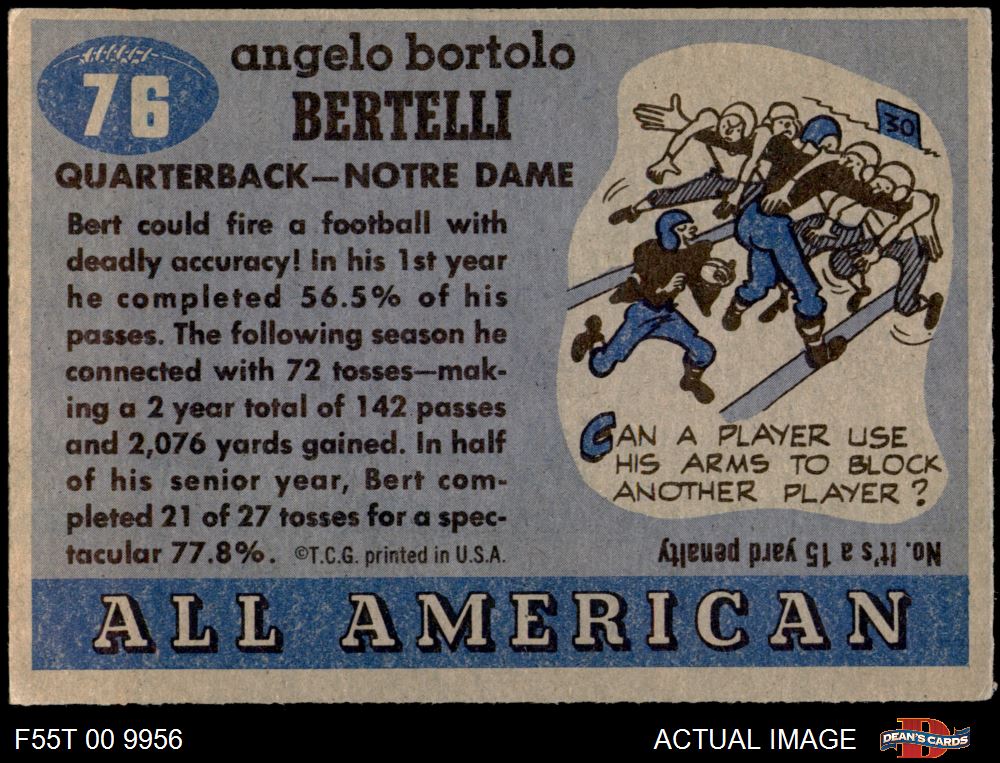 76
angelo bortolo
BERTELLI
QUARTERBACK—NOTRE DAME
Bert could fire a football with
deadly accuracy! In his 1st year
he completed 56.5% of his
passes. The following season he
connected with 72 tosses—mak-
ing a 2 year total of 142 passes
and 2,076 yards gained. In half
of his senior year, Bert com-
pleted 21 of 27 tosses for a spec-
tacular 77.8%. ©T.C.G. printed in U.S.A.
30
CAN A PLAYER USE
HIS ARMS TO BLOCK
ANOTHER PLAYER?
No. It's a 15 yard penalty
ALL AMERICAN
F55T 00 9956
ACTUAL IMAGE
D
DEAN'S CARDS